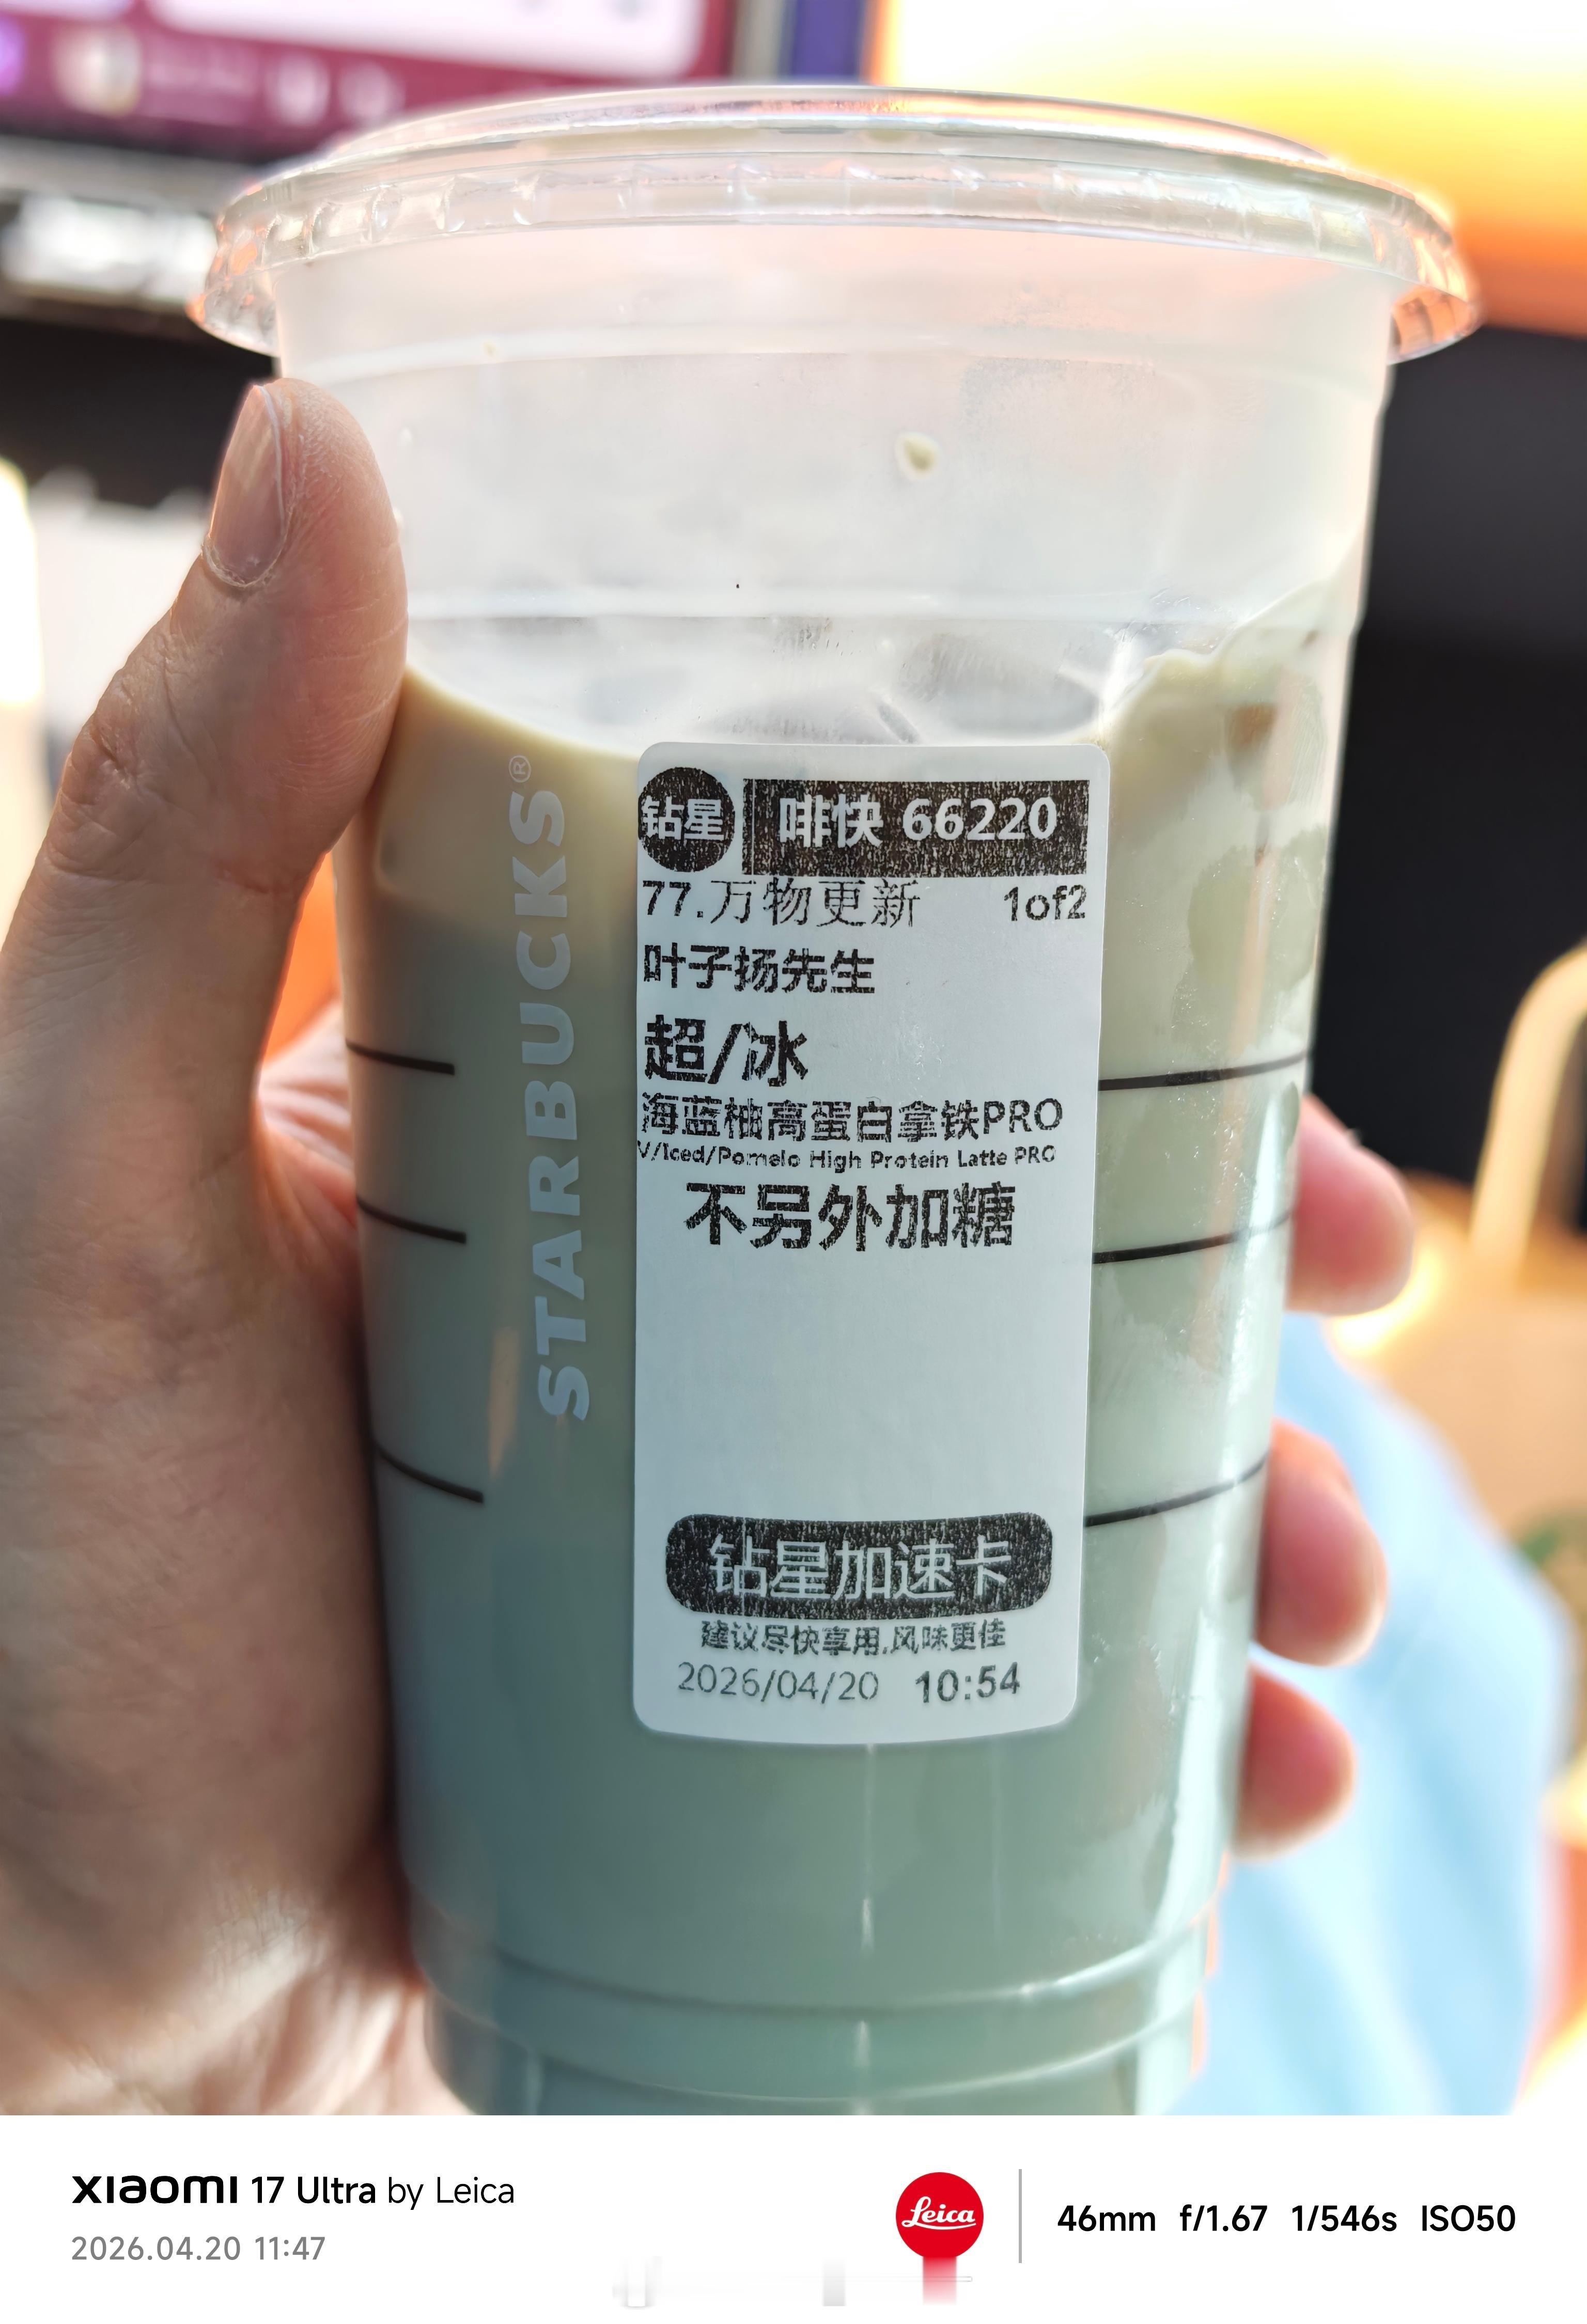 STARBUCKS®
钻星 啡快 66220
77.万物更新 1of2
叶子扬先生
超/冰
海蓝柚高蛋白拿铁PRO
V/Iced/Pomelo High Protein Latte PRO
不另外加糖
钻星加速卡
建议尽快享用,风味更佳
2026/04/20 10:54
xiaomi 17 Ultra by Leica
2026.04.20 11:47
Leica
46mm f/1.67 1/546s ISO50